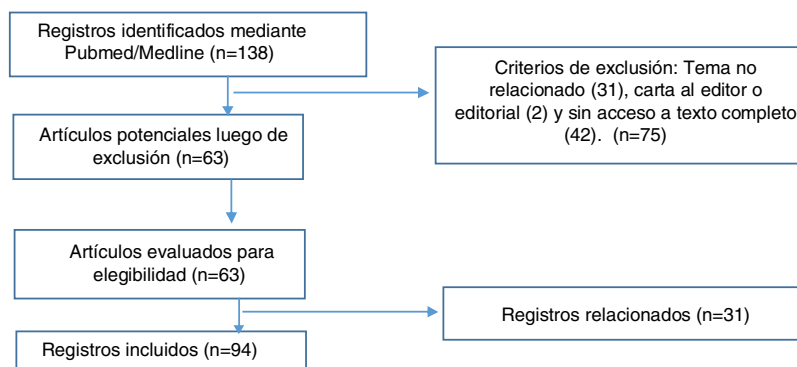 Registros identificados mediante
Pubmed/Medline (n=138)
Criterios de exclusión: Tema no
relacionado (31), carta al editor o
editorial (2) y sin acceso a texto completo
(42). (n=75)
Artículos potenciales luego de
exclusión (n=63)
Artículos evaluados para
elegibilidad (n=63)
Registros relacionados (n=31)
Registros incluidos (n=94)